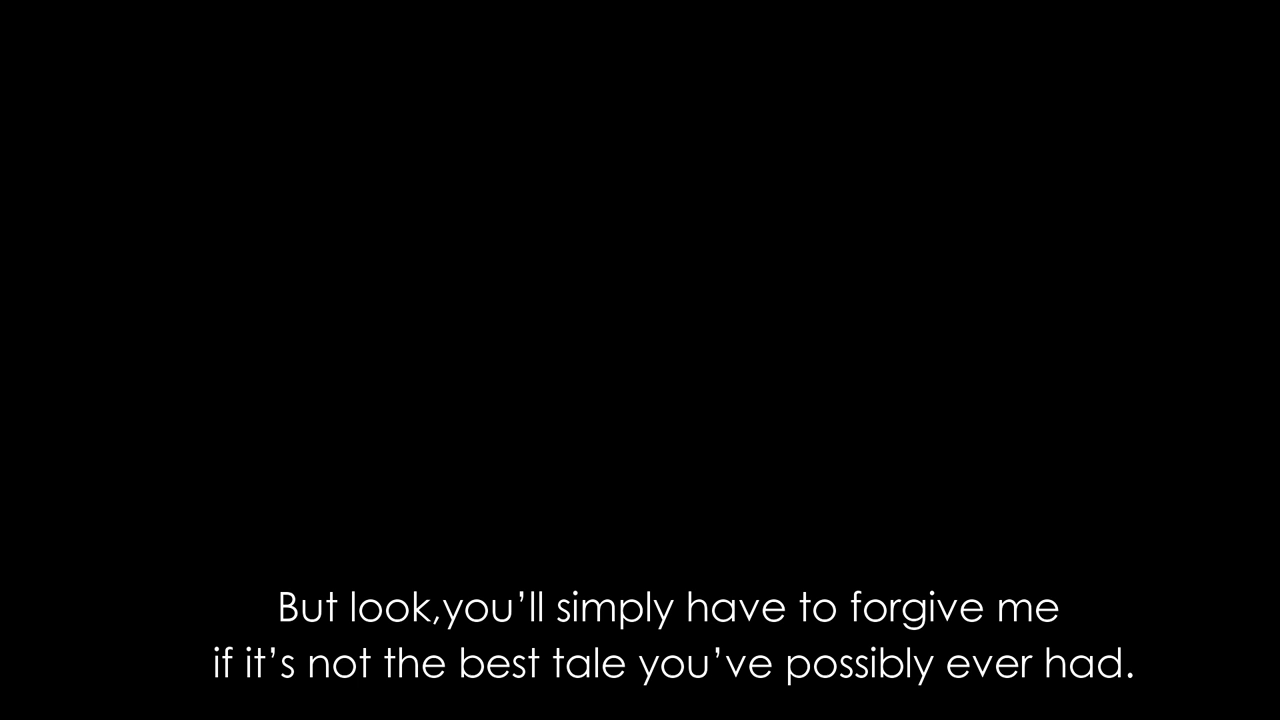 But look,you’ll simply have to forgive me
if it’s not the best tale you’ve possibly ever had.